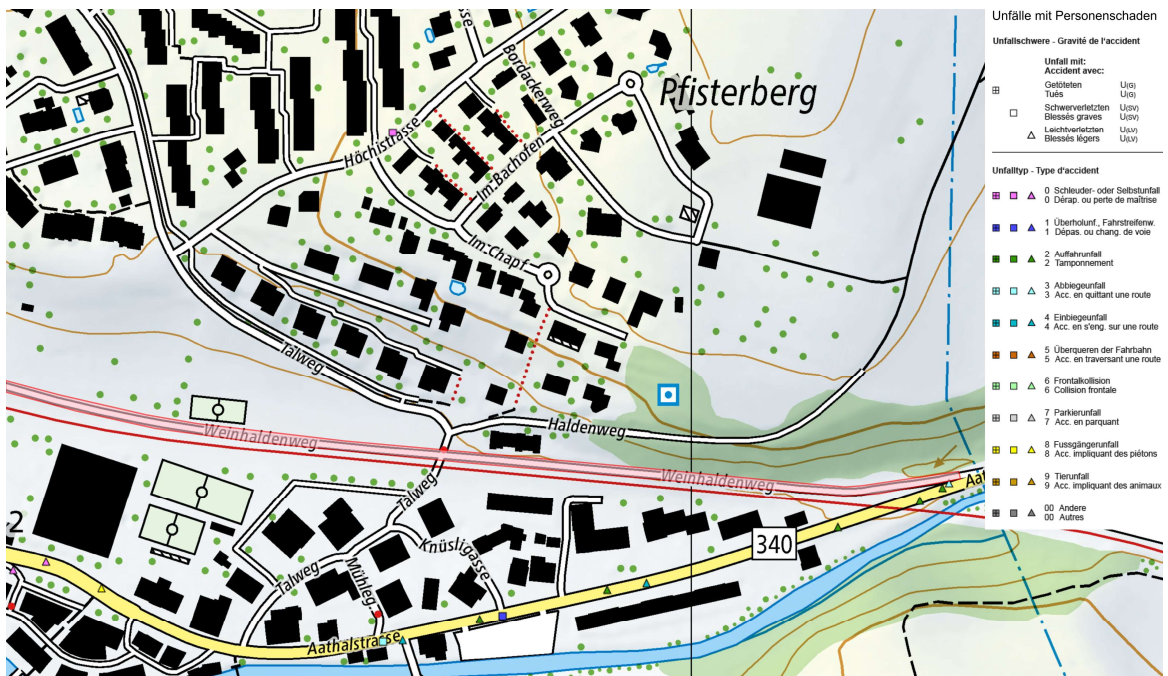 Unfälle mit Personenschaden
Unfallschwere - Gravité de l'accident
Unfall mit:
Accident avec:
Getöteten U(G)
Tués U(G)
Schwerverletzten U(SV)
Blessés graves U(SV)
Leichtverletzten U(LV)
Blessés légers U(LV)
Unfalltyp - Type d'accident
0 Schleuder- oder Selbstunfall
0 Dérap. ou perte de maîtrise
1 Überholunf., Fahrstreifenw.
1 Dépas. ou chang. de voie
2 Auffahrunfall
2 Tamponnement
3 Abbiegeunfall
3 Acc. en quittant une route
4 Einbiegeunfall
4 Acc. en s'eng. sur une route
5 Überqueren der Fahrbahn
5 Acc. en traversant une route
6 Frontalkollision
6 Collision frontale
7 Parkierunfall
7 Acc. en parquant
8 Fussgängerunfall
8 Acc. impliquant des piétons
9 Tierunfall
9 Acc. impliquant des animaux
00 Andere
00 Autres
Pfisterberg
Bordackerweg
Höchistrasse
Im Bachofen
Im Chapf
Talweg
Haldenweg
Weinhaldenweg
Weinhaldenweg
Talweg
Aat
2
340
Knüsligasse
Talweg
Mühleg.
Aathalstrasse